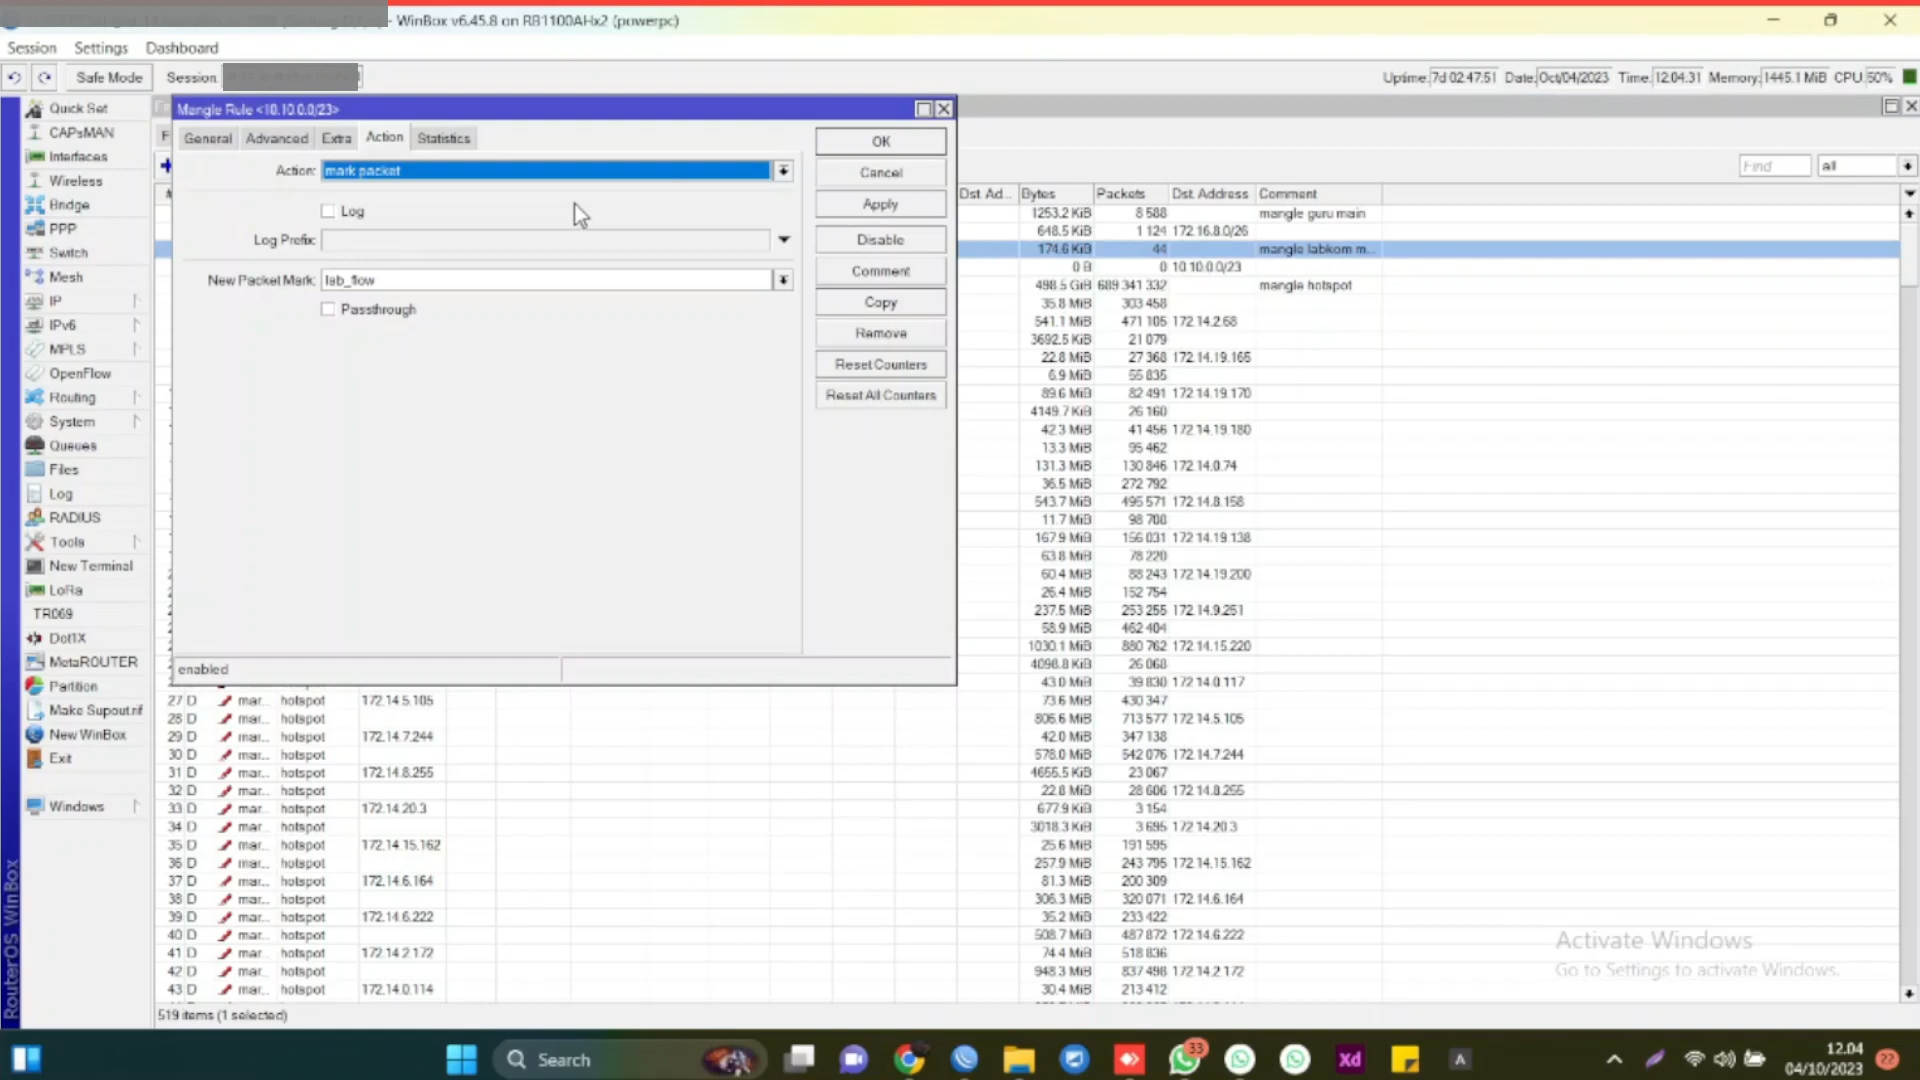 - WinBox v6.45.8 on RB1100AHx2 (powerpc)
Session Settings Dashboard
Safe Mode Session:
Uptime: 7d 02:47:51 Date: Oct/04/2023 Time: 12:04:31 Memory: 1445.1 MiB CPU: 50%
Quick Set
CAPsMAN
Interfaces
Wireless
Bridge
PPP
Switch
Mesh
IP
IPv6
MPLS
OpenFlow
Routing
System
Queues
Files
Log
RADIUS
Tools
New Terminal
LoRa
TR069
Dot1X
MetaROUTER
Partition
Make Supout.rif
New WinBox
Exit
Windows
RouterOS WinBox
Mangle Rule <10.10.0.0/23>
General Advanced Extra Action Statistics
Action: mark packet
Log
Log Prefix:
New Packet Mark: lab_flow
Passthrough
OK
Cancel
Apply
Disable
Comment
Copy
Remove
Reset Counters
Reset All Counters
enabled
Find all
# Dst. Ad... Bytes Packets Dst. Address Comment
1253.2 KiB 8 588 mangle guru main
648.5 KiB 1 124 172.16.8.0/26
174.6 KiB 44 mangle labkom m...
0 B 0 10.10.0.0/23
498.5 GiB 689 341 332 mangle hotspot
35.8 MiB 303 458
541.1 MiB 471 105 172.14.2.68
3692.5 KiB 21 079
22.8 MiB 27 368 172.14.19.165
6.9 MiB 55 835
89.6 MiB 82 491 172.14.19.170
4149.7 KiB 26 160
42.3 MiB 41 456 172.14.19.180
13.3 MiB 95 462
131.3 MiB 130 846 172.14.0.74
36.5 MiB 272 792
543.7 MiB 495 571 172.14.8.158
11.7 MiB 98 708
167.9 MiB 156 031 172.14.19.138
63.8 MiB 78 220
60.4 MiB 88 243 172.14.19.200
26.4 MiB 152 754
237.5 MiB 253 255 172.14.9.251
58.9 MiB 462 404
1030.1 MiB 880 762 172.14.15.220
4098.8 KiB 26 068
43.0 MiB 39 830 172.14.0.117
27 D mar... hotspot 172.14.5.105 73.6 MiB 430 347
28 D mar... hotspot 806.6 MiB 713 577 172.14.5.105
29 D mar... hotspot 172.14.7.244 42.0 MiB 347 138
30 D mar... hotspot 578.0 MiB 542 076 172.14.7.244
31 D mar... hotspot 172.14.8.255 4655.5 KiB 23 067
32 D mar... hotspot 22.8 MiB 28 606 172.14.8.255
33 D mar... hotspot 172.14.20.3 677.9 KiB 3 154
34 D mar... hotspot 3018.3 KiB 3 695 172.14.20.3
35 D mar... hotspot 172.14.15.162 25.6 MiB 191 595
36 D mar... hotspot 257.9 MiB 243 795 172.14.15.162
37 D mar... hotspot 172.14.6.164 81.3 MiB 200 309
38 D mar... hotspot 306.3 MiB 320 071 172.14.6.164
39 D mar... hotspot 172.14.6.222 35.2 MiB 233 422
40 D mar... hotspot 508.7 MiB 487 872 172.14.6.222
41 D mar... hotspot 172.14.2.172 74.4 MiB 518 836
42 D mar... hotspot 948.3 MiB 837 498 172.14.2.172
43 D mar... hotspot 172.14.0.114 30.4 MiB 213 412
519 items (1 selected)
Activate Windows
Go to Settings to activate Windows.
Search
33
Xd
A
12.04
04/10/2023
22